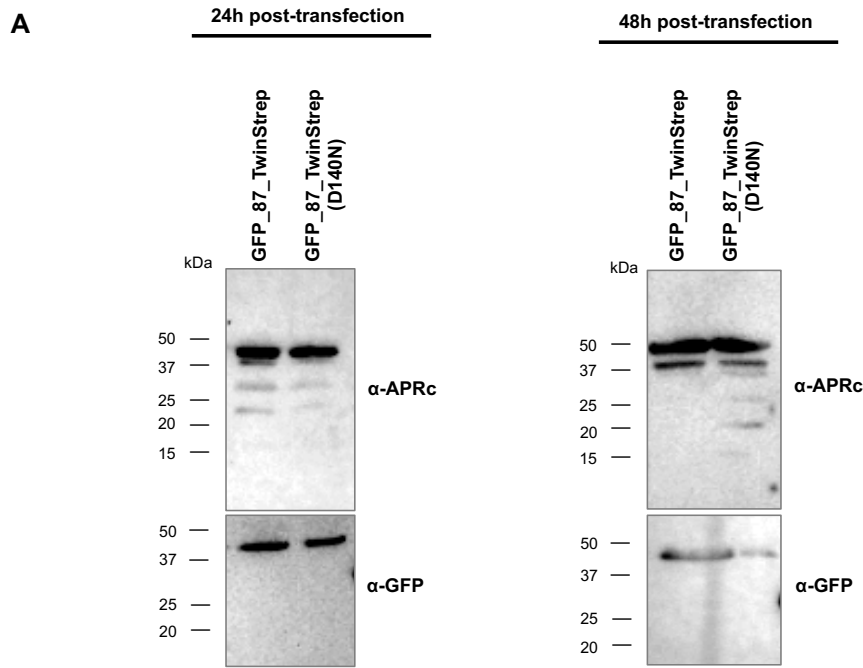 A
24h post-transfection
48h post-transfection
GFP_87_TwinStrep
GFP_87_TwinStrep
(D140N)
GFP_87_TwinStrep
GFP_87_TwinStrep
(D140N)
kDa
50
37
25
20
15
α-APRc
50
37
25
20
α-GFP
kDa
50
37
25
20
15
α-APRc
50
37
25
20
α-GFP